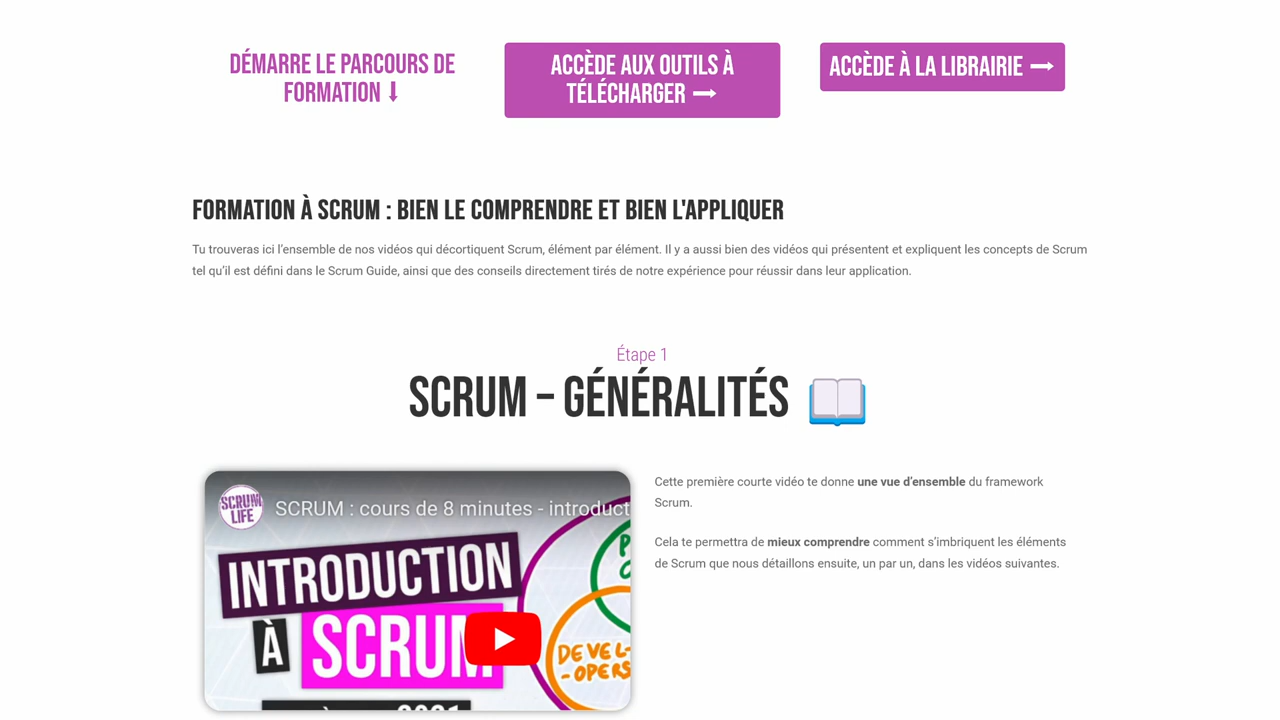 DÉMARRE LE PARCOURS DE
FORMATION ⬇
ACCÈDE AUX OUTILS À
TÉLÉCHARGER ➡
ACCÈDE À LA LIBRAIRIE ➡
FORMATION À SCRUM : BIEN LE COMPRENDRE ET BIEN L'APPLIQUER
Tu trouveras ici l’ensemble de nos vidéos qui décortiquent Scrum, élément par élément. Il y a aussi bien des vidéos qui présentent et expliquent les concepts de Scrum
tel qu’il est défini dans le Scrum Guide, ainsi que des conseils directement tirés de notre expérience pour réussir dans leur application.
Étape 1
SCRUM – GÉNÉRALITÉS
SCRUM
LIFE
SCRUM : cours de 8 minutes - introduct
INTRODUCTION
À SCRUM
DEVEL-
-OPERS
Cette première courte vidéo te donne une vue d’ensemble du framework
Scrum.
Cela te permettra de mieux comprendre comment s’imbriquent les éléments
de Scrum que nous détaillons ensuite, un par un, dans les vidéos suivantes.